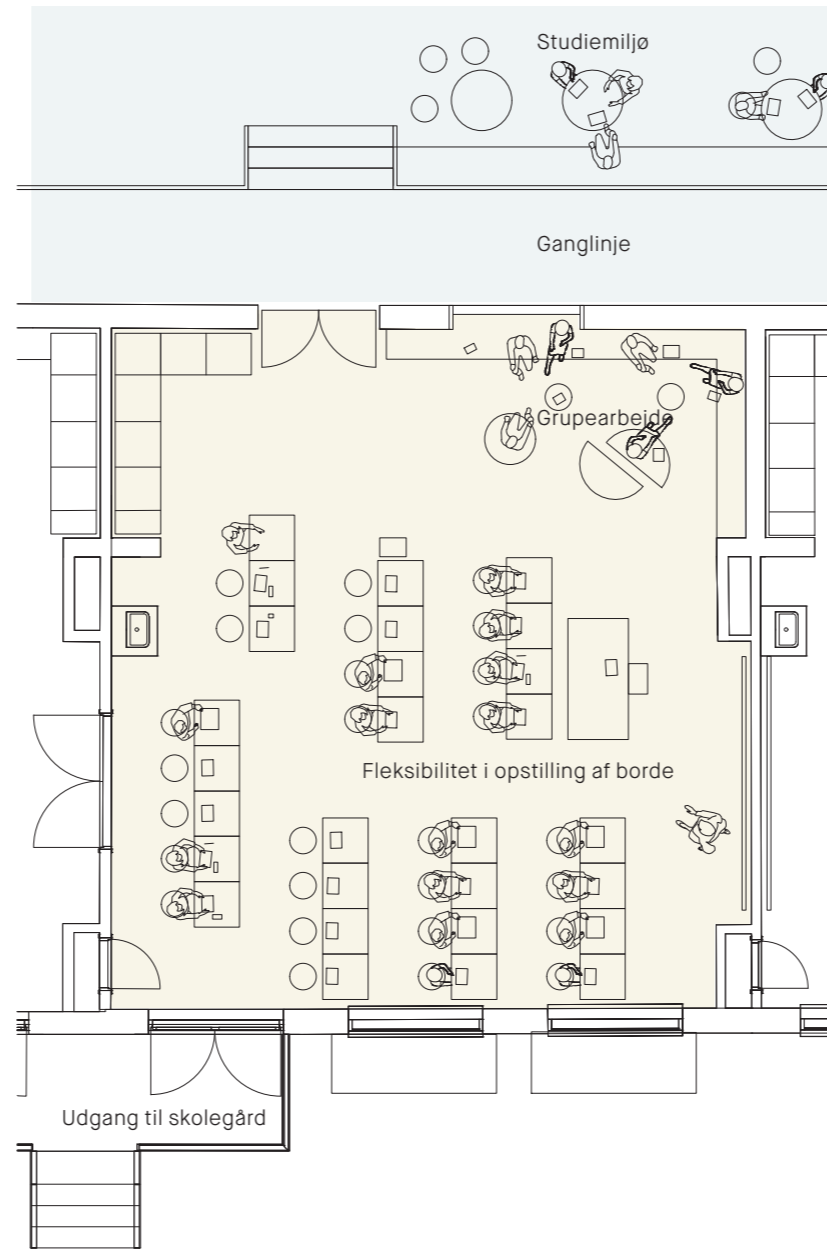 Studiemiljø
Ganglinje
Grupearbejde
Fleksibilitet i opstilling af borde
Udgang til skolegård